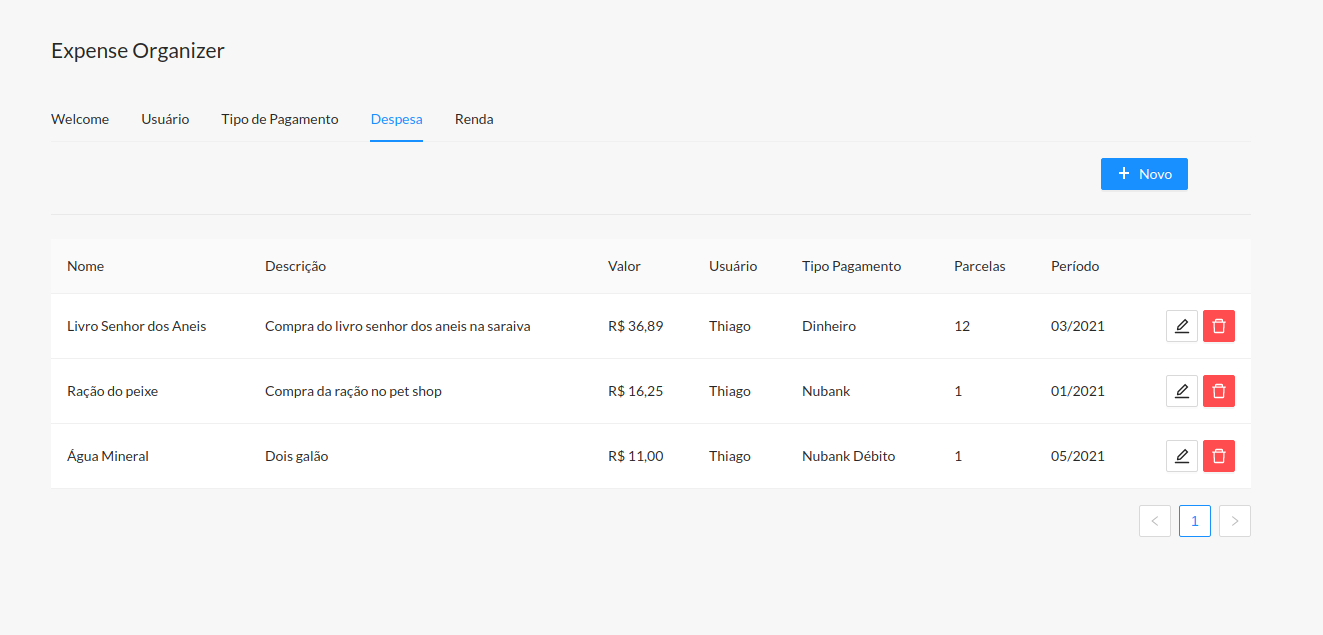 Expense Organizer
Welcome Usuário Tipo de Pagamento Despesa Renda
+ Novo
Nome Descrição Valor Usuário Tipo Pagamento Parcelas Período
Livro Senhor dos Aneis Compra do livro senhor dos aneis na saraiva R$ 36,89 Thiago Dinheiro 12 03/2021
Ração do peixe Compra da ração no pet shop R$ 16,25 Thiago Nubank 1 01/2021
Água Mineral Dois galão R$ 11,00 Thiago Nubank Débito 1 05/2021
< 1 >